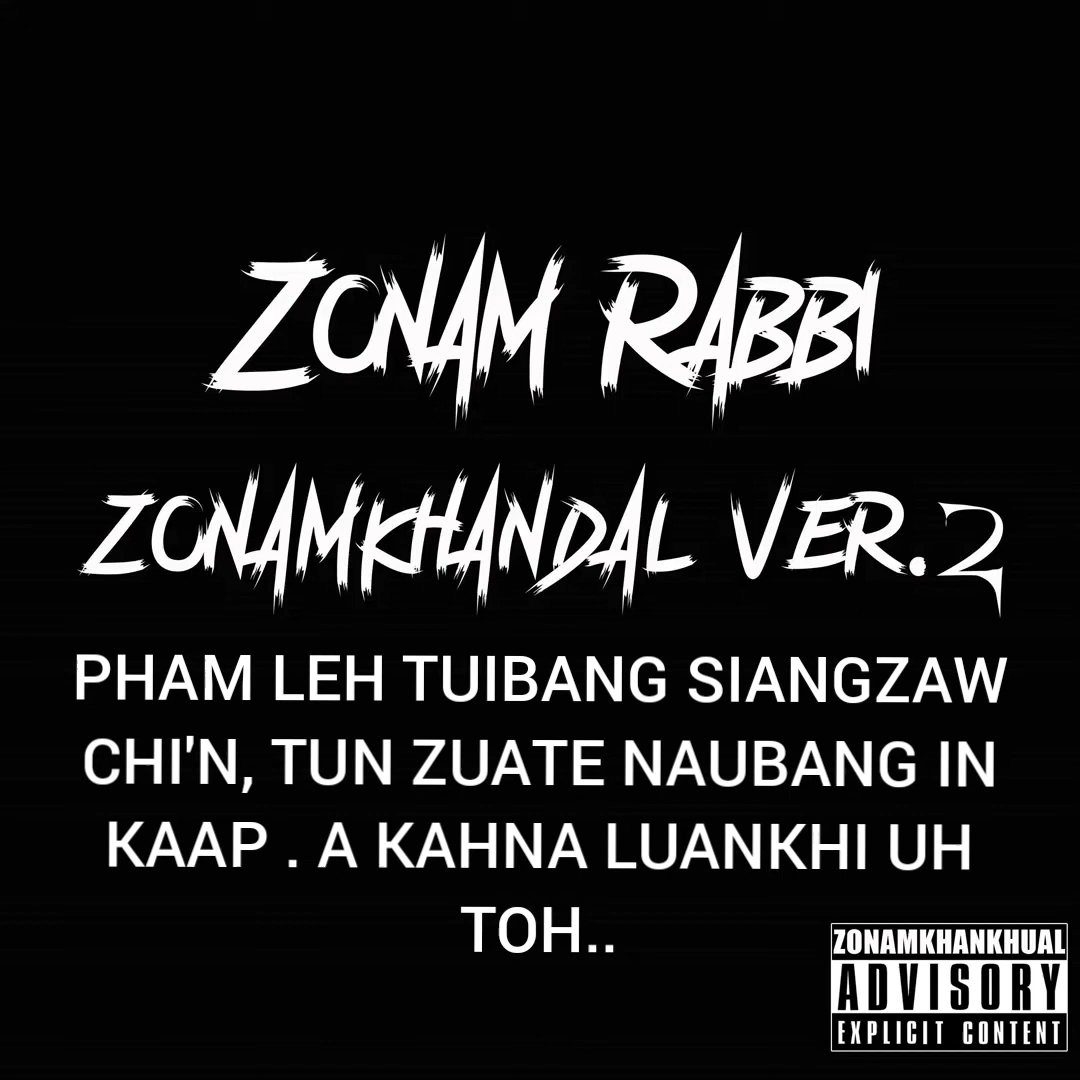 ZONAM RABBI
ZONAMKHANDAL VER.2
PHAM LEH TUIBANG SIANGZAW
CHI'N, TUN ZUATE NAUBANG IN
KAAP . A KAHNA LUANKHI UH
TOH..
ZONAMKHANKHUAL
ADVISORY
EXPLICIT CONTENT